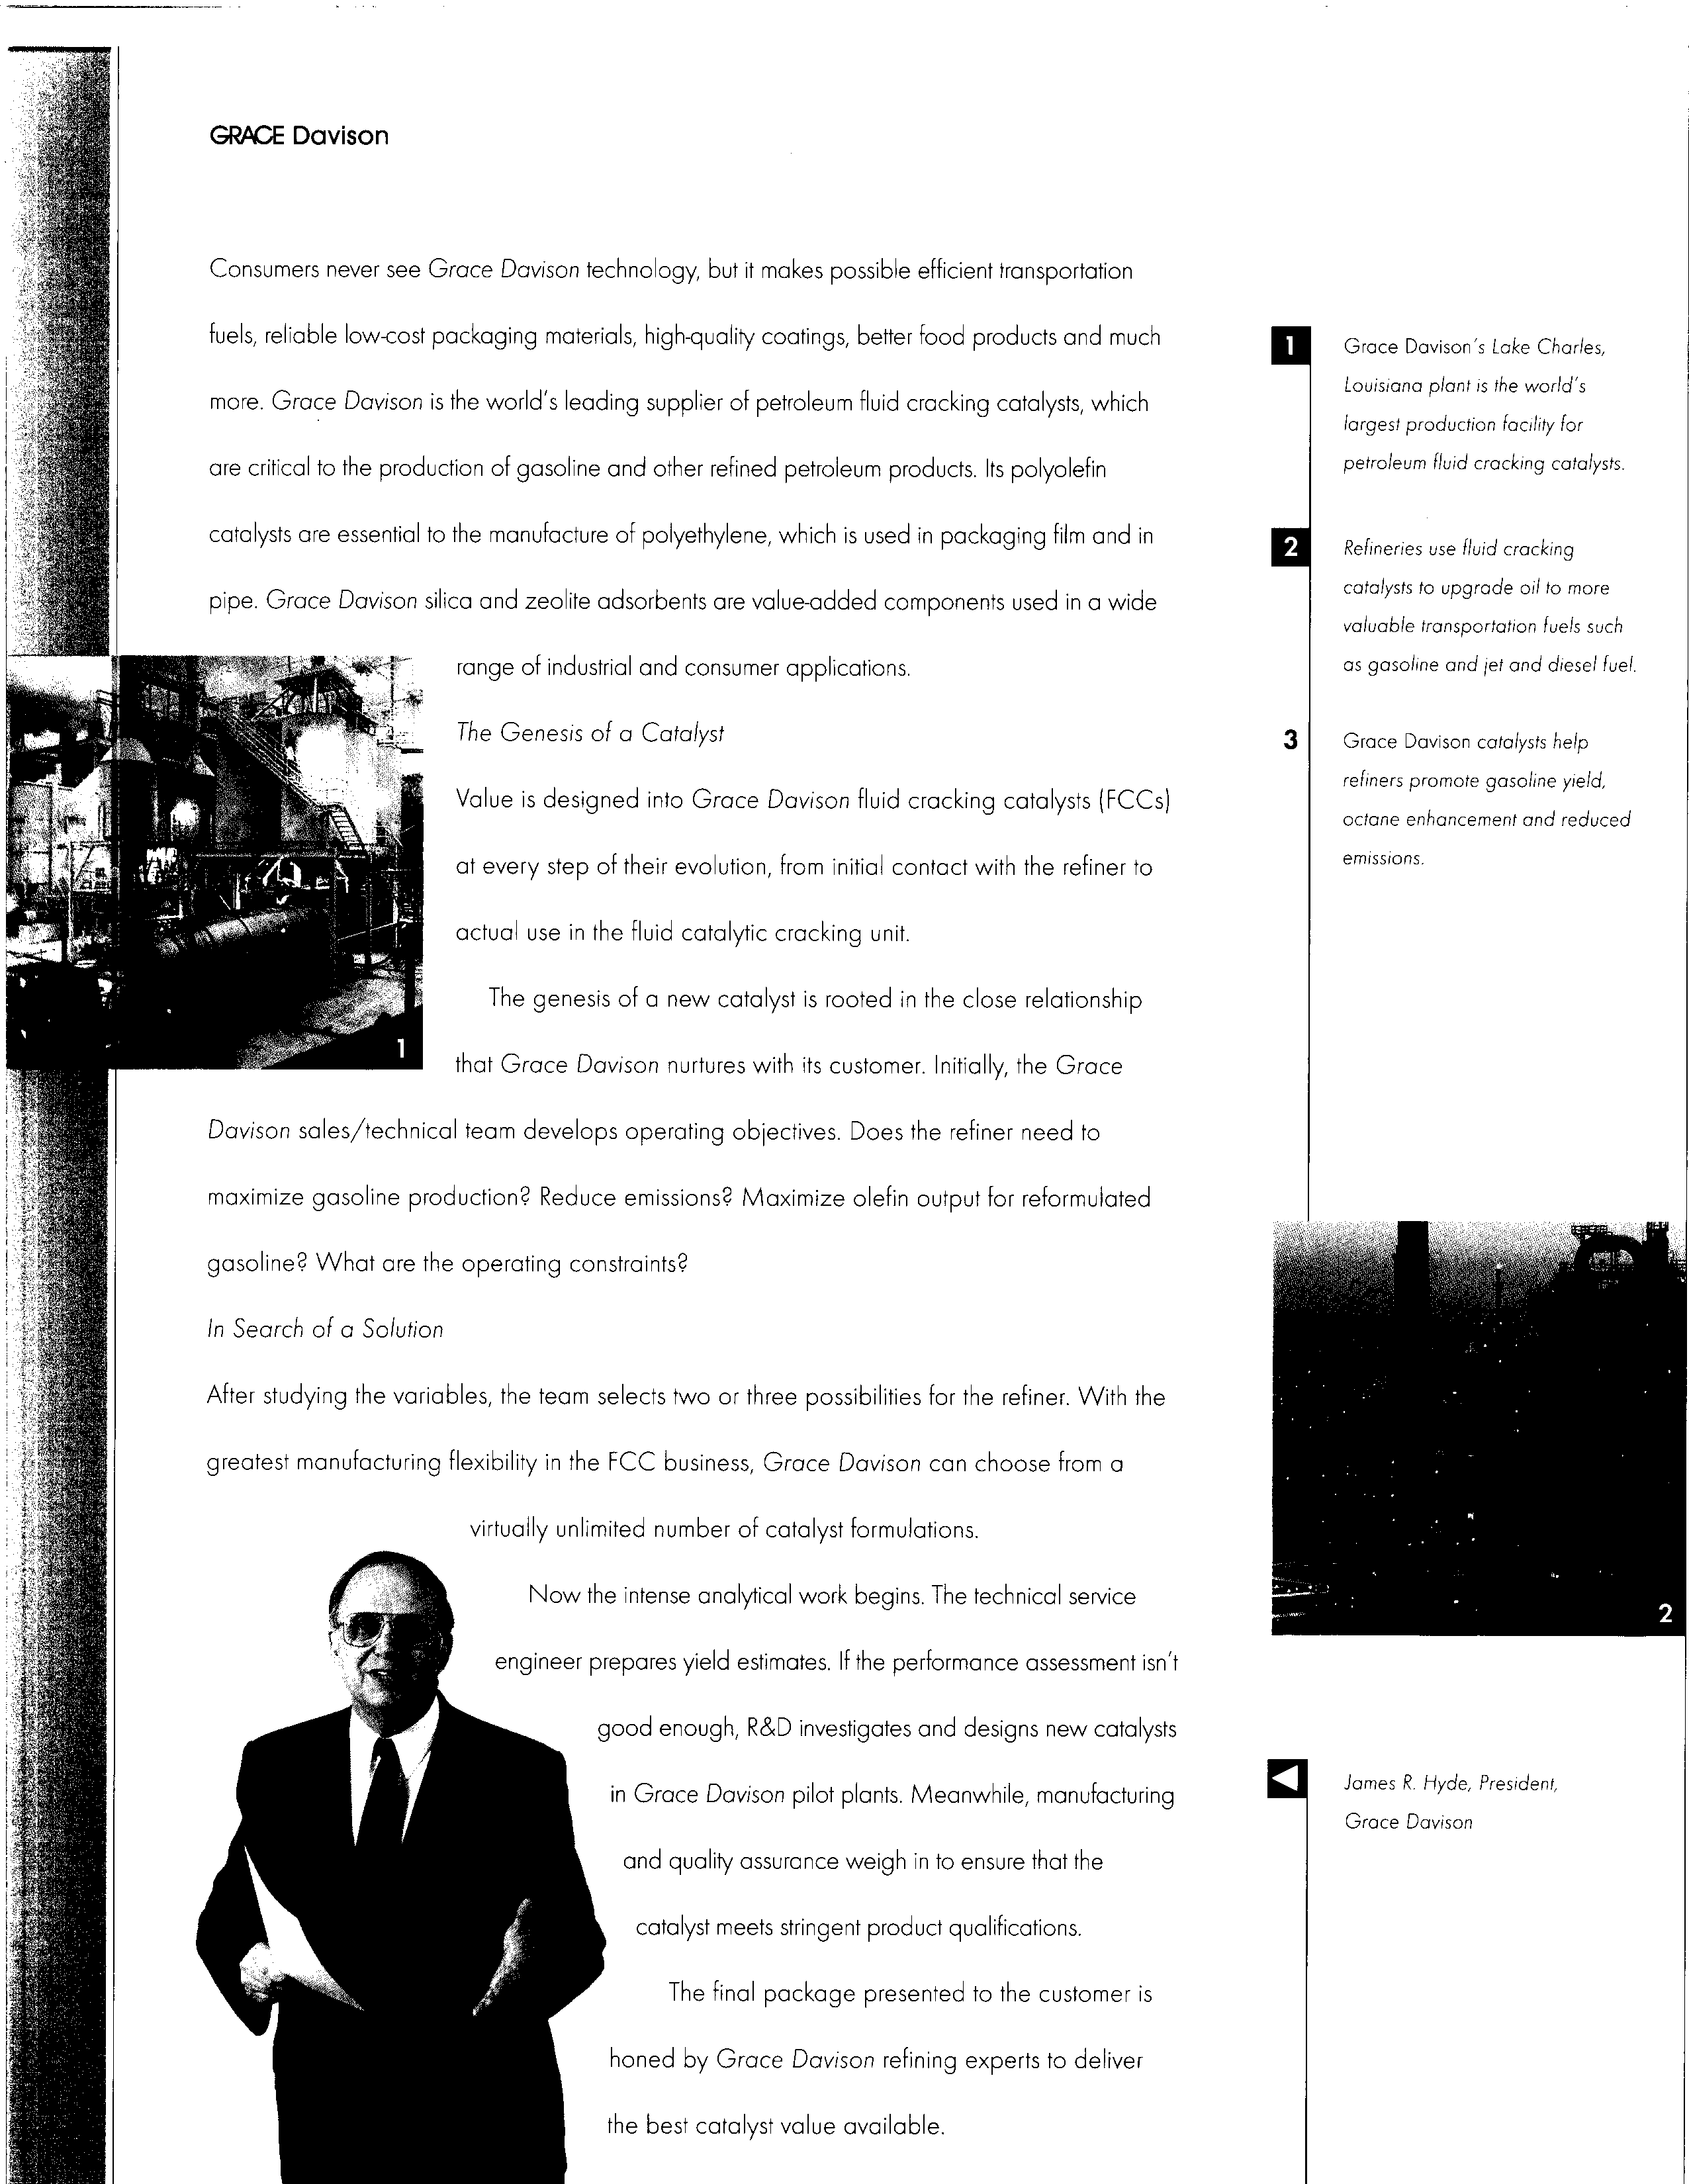 GRACE Davison
Consumers never see Grace Davison technology, but it makes possible efficient transportation
fuels, reliable low-cost packaging materials, high-quality coatings, better food products and much
more. Grace Davison is the world's leading supplier of petroleum fluid cracking catalysts, which
are critical to the production of gasoline and other refined petroleum products. Its polyolefin
catalysts are essential to the manufacture of polyethylene, which is used in packaging film and in
pipe. Grace Davison silica and zeolite adsorbents are value-added components used in a wide
range of industrial and consumer applications.
The Genesis of a Catalyst
Value is designed into Grace Davison fluid cracking catalysts (FCCs)
at every step of their evolution, from initial contact with the refiner to
actual use in the fluid catalytic cracking unit.
The genesis of a new catalyst is rooted in the close relationship
that Grace Davison nurtures with its customer. Initially, the Grace
Davison sales/technical team develops operating objectives. Does the refiner need to
maximize gasoline production? Reduce emissions? Maximize olefin output for reformulated
gasoline? What are the operating constraints?
In Search of a Solution
After studying the variables, the team selects two or three possibilities for the refiner. With the
greatest manufacturing flexibility in the FCC business, Grace Davison can choose from a
virtually unlimited number of catalyst formulations.
Now the intense analytical work begins. The technical service
engineer prepares yield estimates. If the performance assessment isn't
good enough, R&D investigates and designs new catalysts
in Grace Davison pilot plants. Meanwhile, manufacturing
and quality assurance weigh in to ensure that the
catalyst meets stringent product qualifications.
The final package presented to the customer is
honed by Grace Davison refining experts to deliver
the best catalyst value available.
1
1
Grace Davison's Lake Charles,
Louisiana plant is the world's
largest production facility for
petroleum fluid cracking catalysts.
2
Refineries use fluid cracking
catalysts to upgrade oil to more
valuable transportation fuels such
as gasoline and jet and diesel fuel.
3
Grace Davison catalysts help
refiners promote gasoline yield,
octane enhancement and reduced
emissions.
2
James R. Hyde, President,
Grace Davison